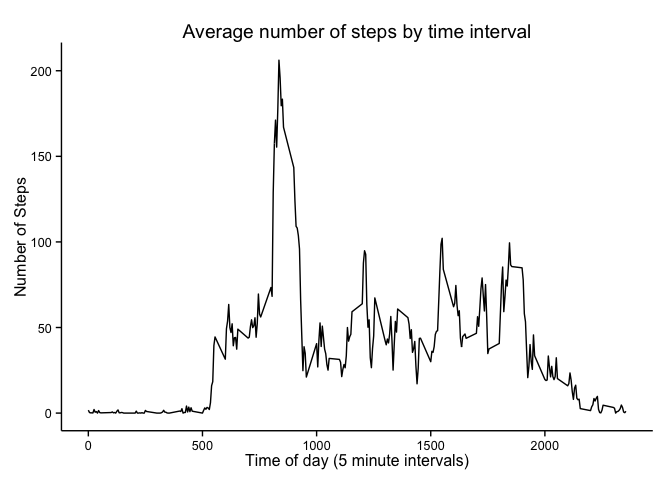 Average number of steps by time interval
Number of Steps
200
150
100
50
0
0 500 1000 1500 2000
Time of day (5 minute intervals)